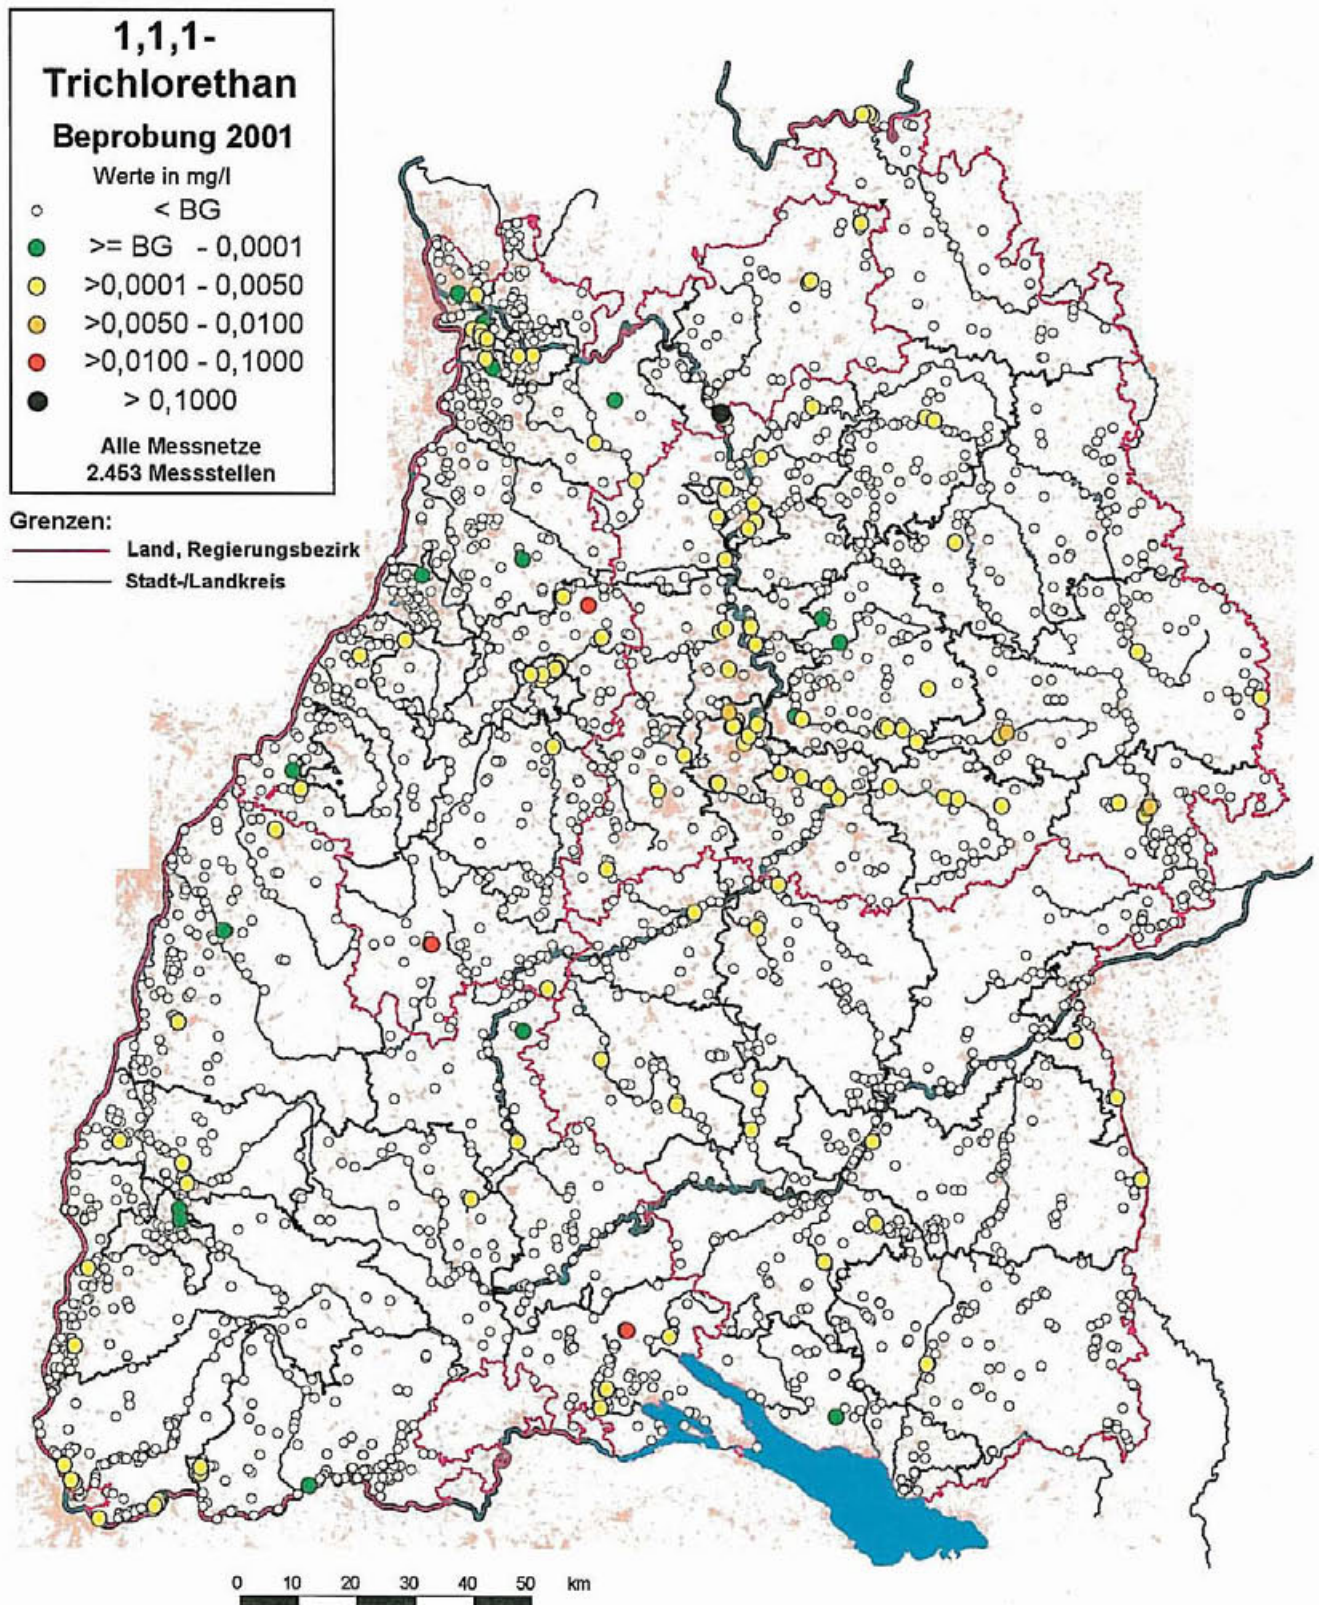 1,1,1-
Trichlorethan
Beprobung 2001
Werte in mg/l
< BG
>= BG - 0,0001
>0,0001 - 0,0050
>0,0050 - 0,0100
>0,0100 - 0,1000
> 0,1000
Alle Messnetze
2.453 Messstellen
Grenzen:
Land, Regierungsbezirk
Stadt-/Landkreis
0 10 20 30 40 50 km